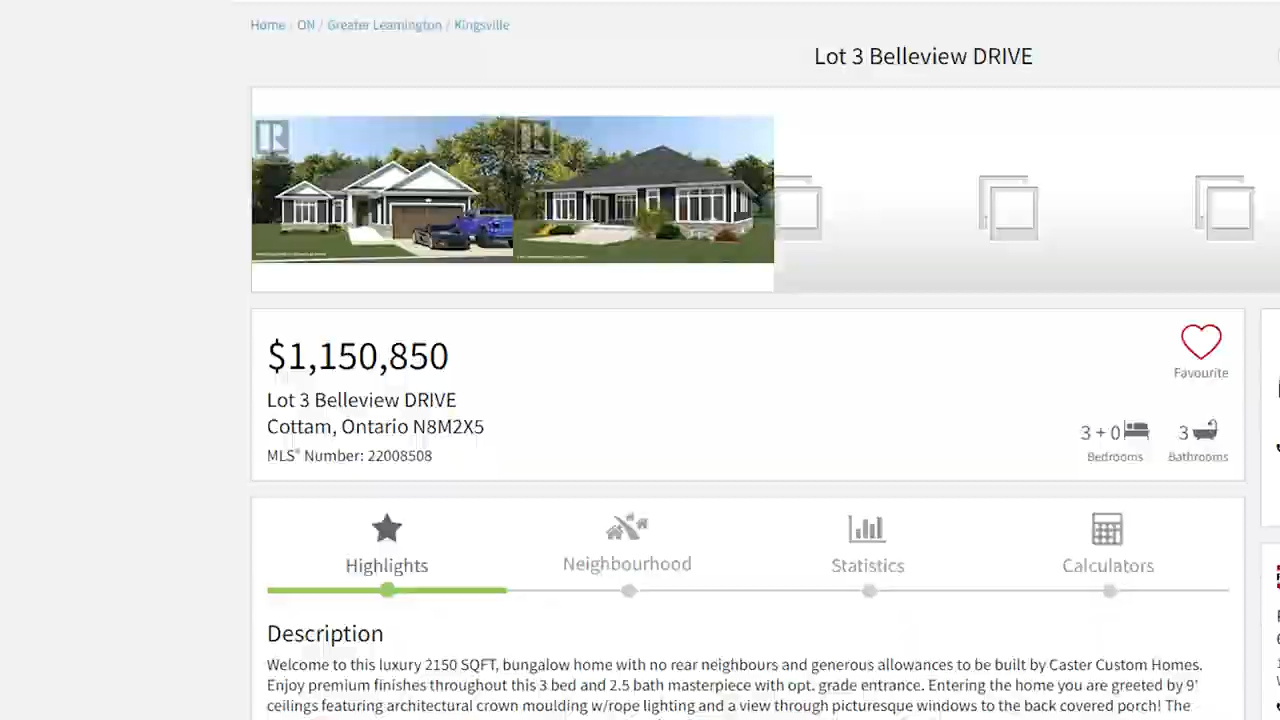 Home / ON / Greater Leamington / Kingsville
Lot 3 Belleview DRIVE
$1,150,850
Favourite
Lot 3 Belleview DRIVE
Cottam, Ontario N8M2X5
MLS® Number: 22008508
3 + 0
3
Bedrooms
Bathrooms
Highlights
Neighbourhood
Statistics
Calculators
Description
Welcome to this luxury 2150 SQFT, bungalow home with no rear neighbours and generous allowances to be built by Caster Custom Homes.
Enjoy premium finishes throughout this 3 bed and 2.5 bath masterpiece with opt. grade entrance. Entering the home you are greeted by 9'
ceilings featuring architectural crown moulding w/rope lighting and a view through picturesque windows to the back covered porch! The